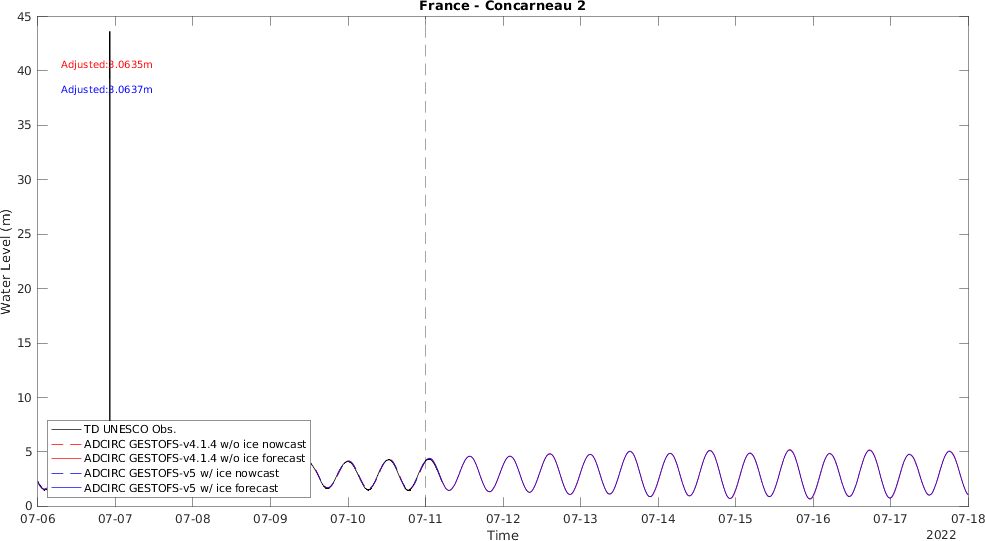 France - Concarneau 2
Water Level (m)
45
40
35
30
25
20
15
10
5
0
Adjusted:3.0635m
Adjusted:3.0637m
TD UNESCO Obs.
ADCIRC GESTOFS-v4.1.4 w/o ice nowcast
ADCIRC GESTOFS-v4.1.4 w/o ice forecast
ADCIRC GESTOFS-v5 w/ ice nowcast
ADCIRC GESTOFS-v5 w/ ice forecast
07-06 07-07 07-08 07-09 07-10 07-11 07-12 07-13 07-14 07-15 07-16 07-17 07-18
Time
2022